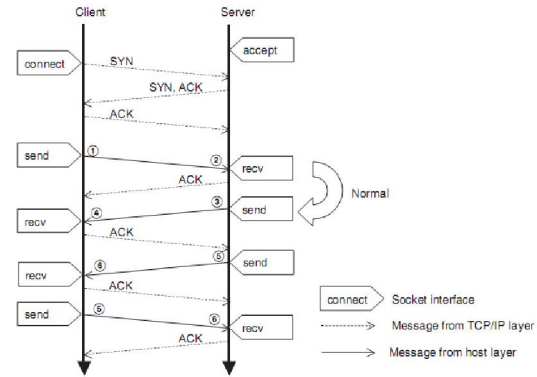 Client
Server
accept
connect
SYN
SYN, ACK
ACK
send
①
②
recv
ACK
Normal
③
send
④
recv
ACK
⑤
send
⑥
recv
ACK
connect
Socket interface
send
⑤
⑥
recv
Message from TCP/IP layer
ACK
Message from host layer